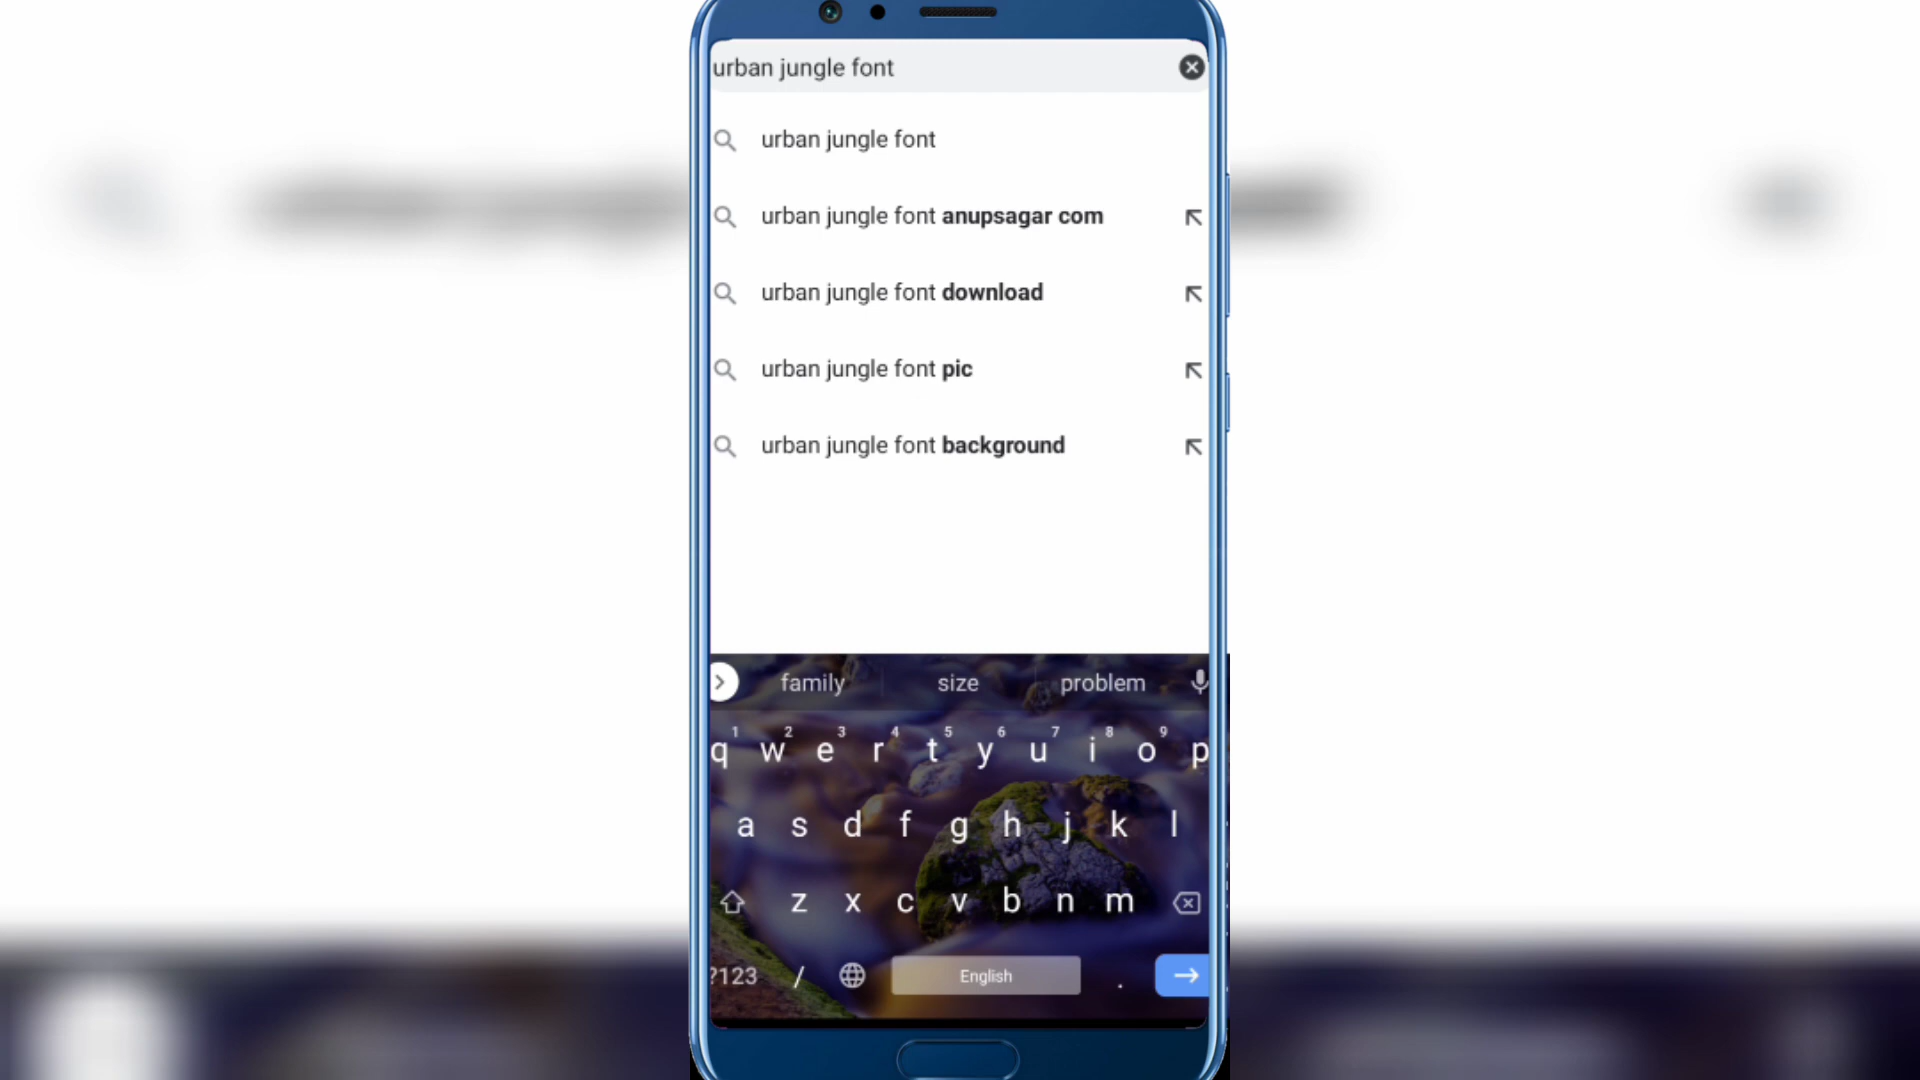 urban jungle font
urban jungle font
urban jungle font anupsagar com
urban jungle font download
urban jungle font pic
urban jungle font background
family size problem
1 2 3 4 5 6 7 8 9
q w e r t y u i o p
a s d f g h j k l
z x c v b n m
?123 / English .